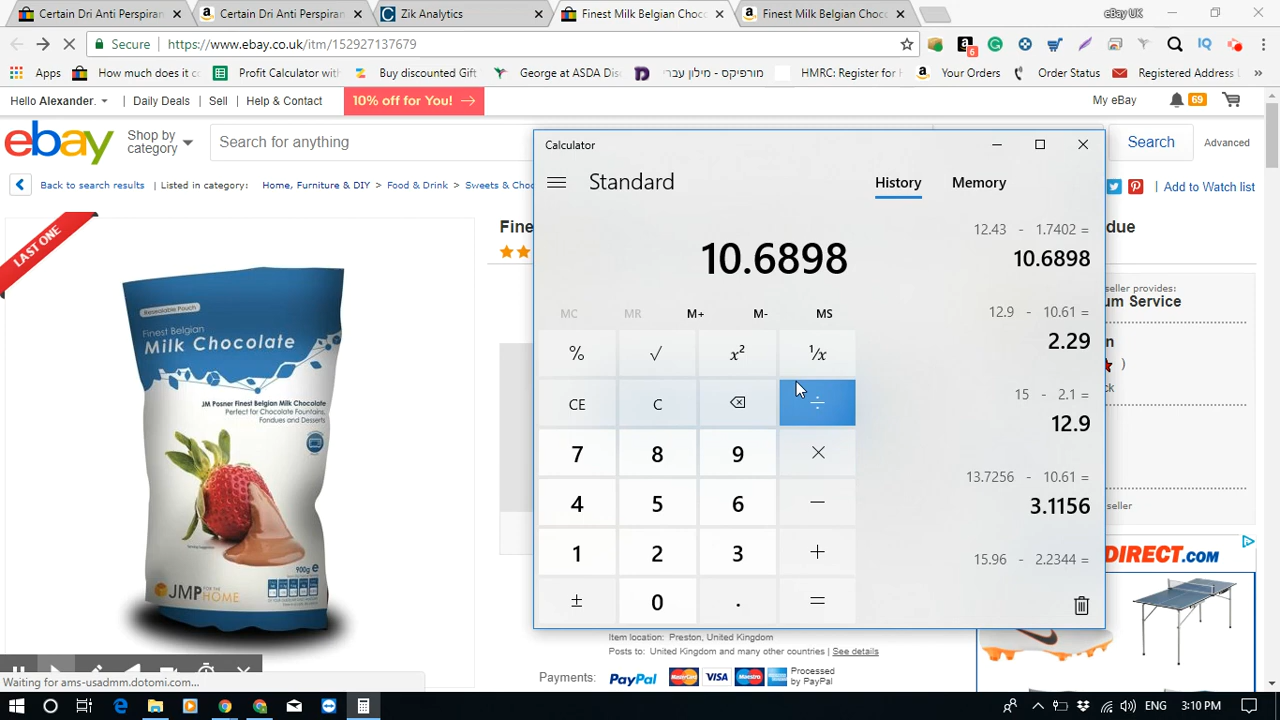 Certain Dri Anti Perspiran
Certain Dri Anti Perspiran
Zik Analytics
Finest Milk Belgian Choc
Finest Milk Belgian Choc
eBay UK
Secure
https://www.ebay.co.uk/itm/152927137679
6
Apps
How much does it c
Profit Calculator with
Buy discounted Gift
George at ASDA Dis
מורפיקס - מילון עברי
HMRC: Register for
Your Orders
Order Status
Registered Address
Hello Alexander.
Daily Deals
Sell
Help & Contact
10% off for You!
My eBay
69
ebay
Shop by
category
Search for anything
Search
Advanced
Back to search results
Listed in category:
Home, Furniture & DIY > Food & Drink > Sweets & Choc
Add to Watch list
LAST ONE
Fine
due
seller provides:
um Service
Resealable Pouch
Finest Belgian
Milk Chocolate
JM Posner Finest Belgian Milk Chocolate
Perfect for Chocolate Fountains,
Fondues and Desserts
900g e
JMP FOR THE HOME
Calculator
Standard
History
Memory
10.6898
MC MR M+ M- MS
% √ x² ¹/x
CE C ÷
7 8 9 ×
4 5 6 −
1 2 3 +
± 0 . =
12.43 - 1.7402 =
10.6898
12.9 - 10.61 =
2.29
15 - 2.1 =
12.9
13.7256 - 10.61 =
3.1156
15.96 - 2.2344 =
seller
DIRECT.COM
Item location: Preston, United Kingdom
Posts to: United Kingdom and many other countries | See details
Payments:
PayPal
VISA
Processed
by PayPal
Waiting for ams-usadmm.dotomi.com...
ENG
3:10 PM